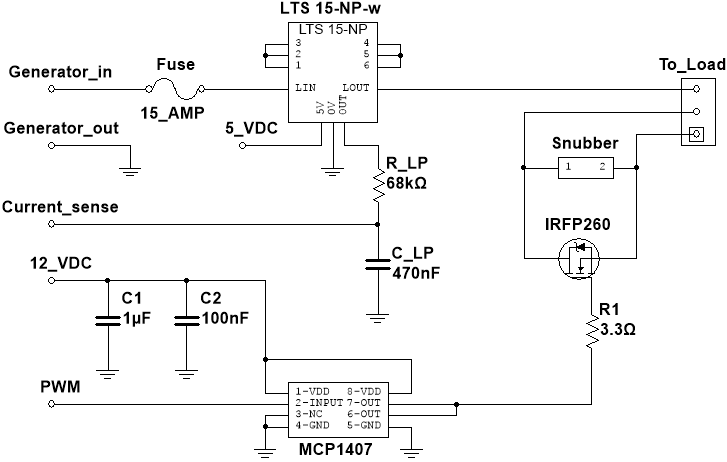 LTS 15-NP-w
LTS 15-NP
3 4
2 5
1 6
LIN LOUT
5V 0V OUT
Generator_in
Fuse
15_AMP
To_Load
Generator_out
5_VDC
Snubber
1 2
R_LP
68kΩ
Current_sense
IRFP260
C_LP
470nF
12_VDC
C1
1µF
C2
100nF
R1
3.3Ω
PWM
1-VDD 8-VDD
2-INPUT 7-OUT
3-NC 6-OUT
4-GND 5-GND
MCP1407